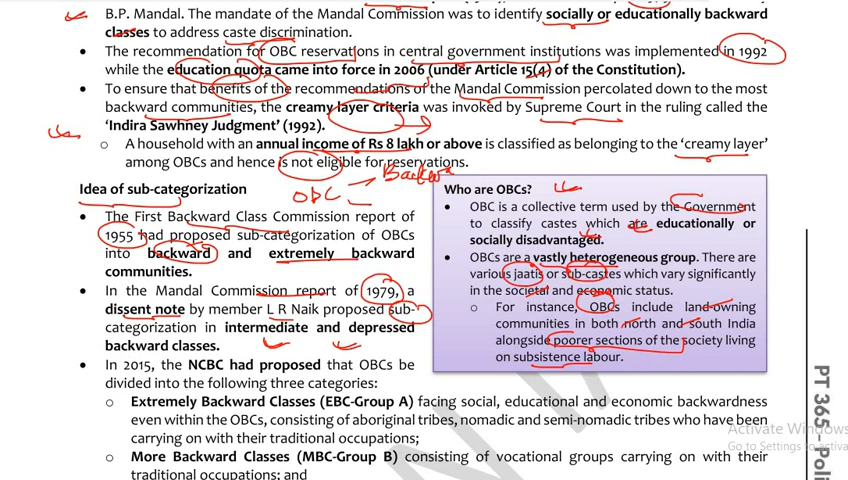 B.P. Mandal. The mandate of the Mandal Commission was to identify socially or educationally backward
classes to address caste discrimination.
• The recommendation for OBC reservations in central government institutions was implemented in 1992
while the education quota came into force in 2006 (under Article 15(4) of the Constitution).
• To ensure that benefits of the recommendations of the Mandal Commission percolated down to the most
backward communities, the creamy layer criteria was invoked by Supreme Court in the ruling called the
'Indira Sawhney Judgment' (1992).
o A household with an annual income of Rs 8 lakh or above is classified as belonging to the 'creamy layer'
among OBCs and hence is not eligible for reservations.
OBC
Idea of sub-categorization
• The First Backward Class Commission report of
1955 had proposed sub-categorization of OBCs
into backward and extremely backward
communities.
• In the Mandal Commission report of 1979, a
dissent note by member L R Naik proposed sub-
categorization in intermediate and depressed
backward classes.
• In 2015, the NCBC had proposed that OBCs be
divided into the following three categories:
o Extremely Backward Classes (EBC-Group A) facing social, educational and economic backwardness
even within the OBCs, consisting of aboriginal tribes, nomadic and semi-nomadic tribes who have been
carrying on with their traditional occupations;
o More Backward Classes (MBC-Group B) consisting of vocational groups carrying on with their
traditional occupations; and
Who are OBCs?
• OBC is a collective term used by the Government
to classify castes which are educationally or
socially disadvantaged.
• OBCs are a vastly heterogeneous group. There are
various jaatis or sub-castes which vary significantly
in the societal and economic status.
o For instance, OBCs include land-owning
communities in both north and south India
alongside poorer sections of the society living
on subsistence labour.
PT 365 - Poli
Activate Windows
Go to Settings to activa